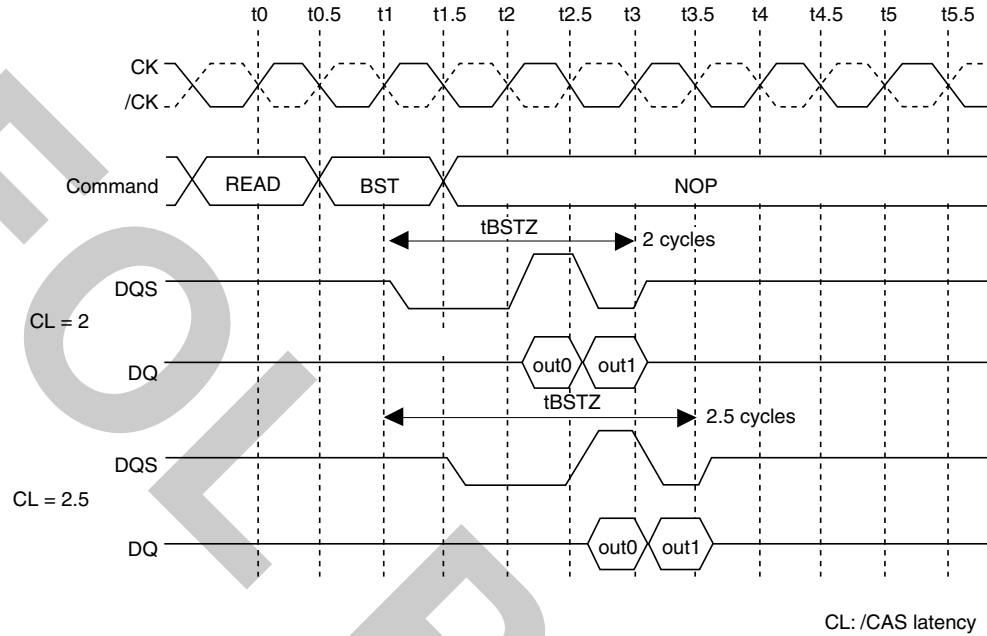 t0 t0.5 t1 t1.5 t2 t2.5 t3 t3.5 t4 t4.5 t5 t5.5
CK
/CK
Command READ BST NOP
tBSTZ 2 cycles
DQS
CL = 2
DQ out0 out1
tBSTZ 2.5 cycles
DQS
CL = 2.5
DQ out0 out1
CL: /CAS latency